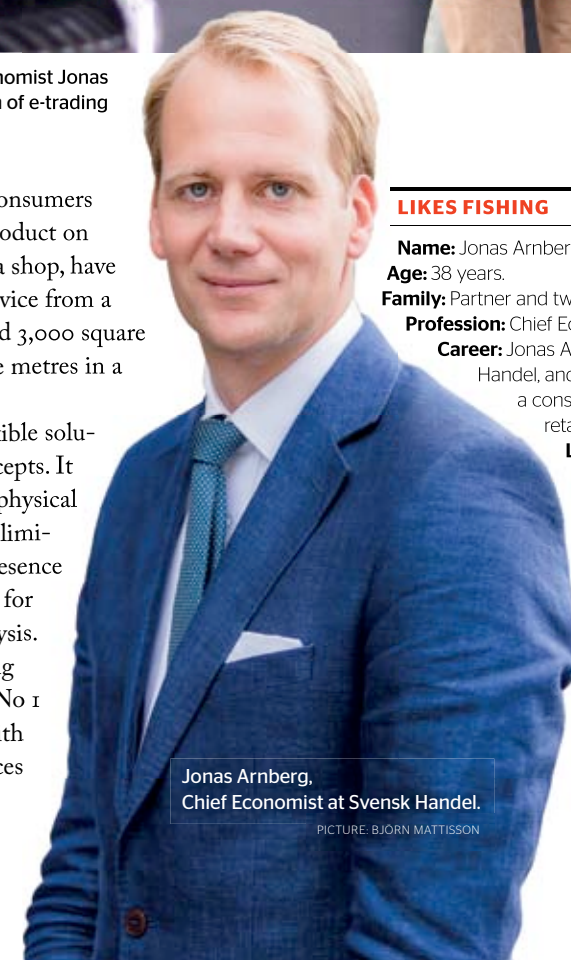 nomist Jonas
of e-trading
onsumers
oduct on
a shop, have
vice from a
d 3,000 square
e metres in a
ible solu-
cepts. It
physical
limi-
esence
for
ysis.
g
No 1
th
ces
LIKES FISHING
Name: Jonas Arnber
Age: 38 years.
Family: Partner and tw
Profession: Chief Ec
Career: Jonas A
Handel, and
a cons
reta
L
Jonas Arnberg,
Chief Economist at Svensk Handel.
PICTURE: BJÖRN MATTISSON